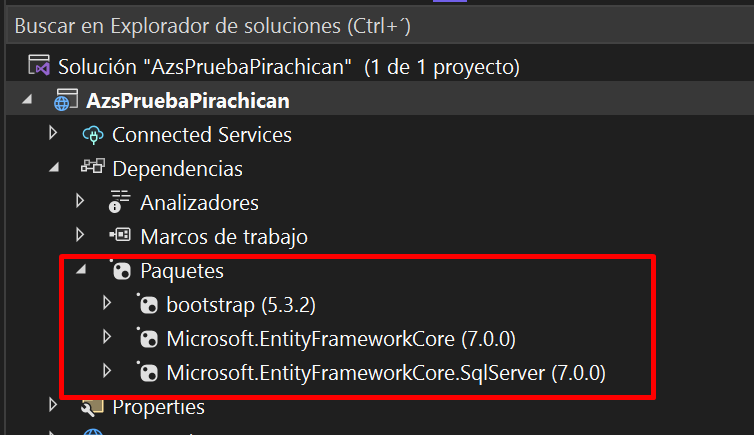 Buscar en Explorador de soluciones (Ctrl+´)
Solución "AzsPruebaPirachican" (1 de 1 proyecto)
AzsPruebaPirachican
Connected Services
Dependencias
Analizadores
Marcos de trabajo
Paquetes
bootstrap (5.3.2)
Microsoft.EntityFrameworkCore (7.0.0)
Microsoft.EntityFrameworkCore.SqlServer (7.0.0)
Properties